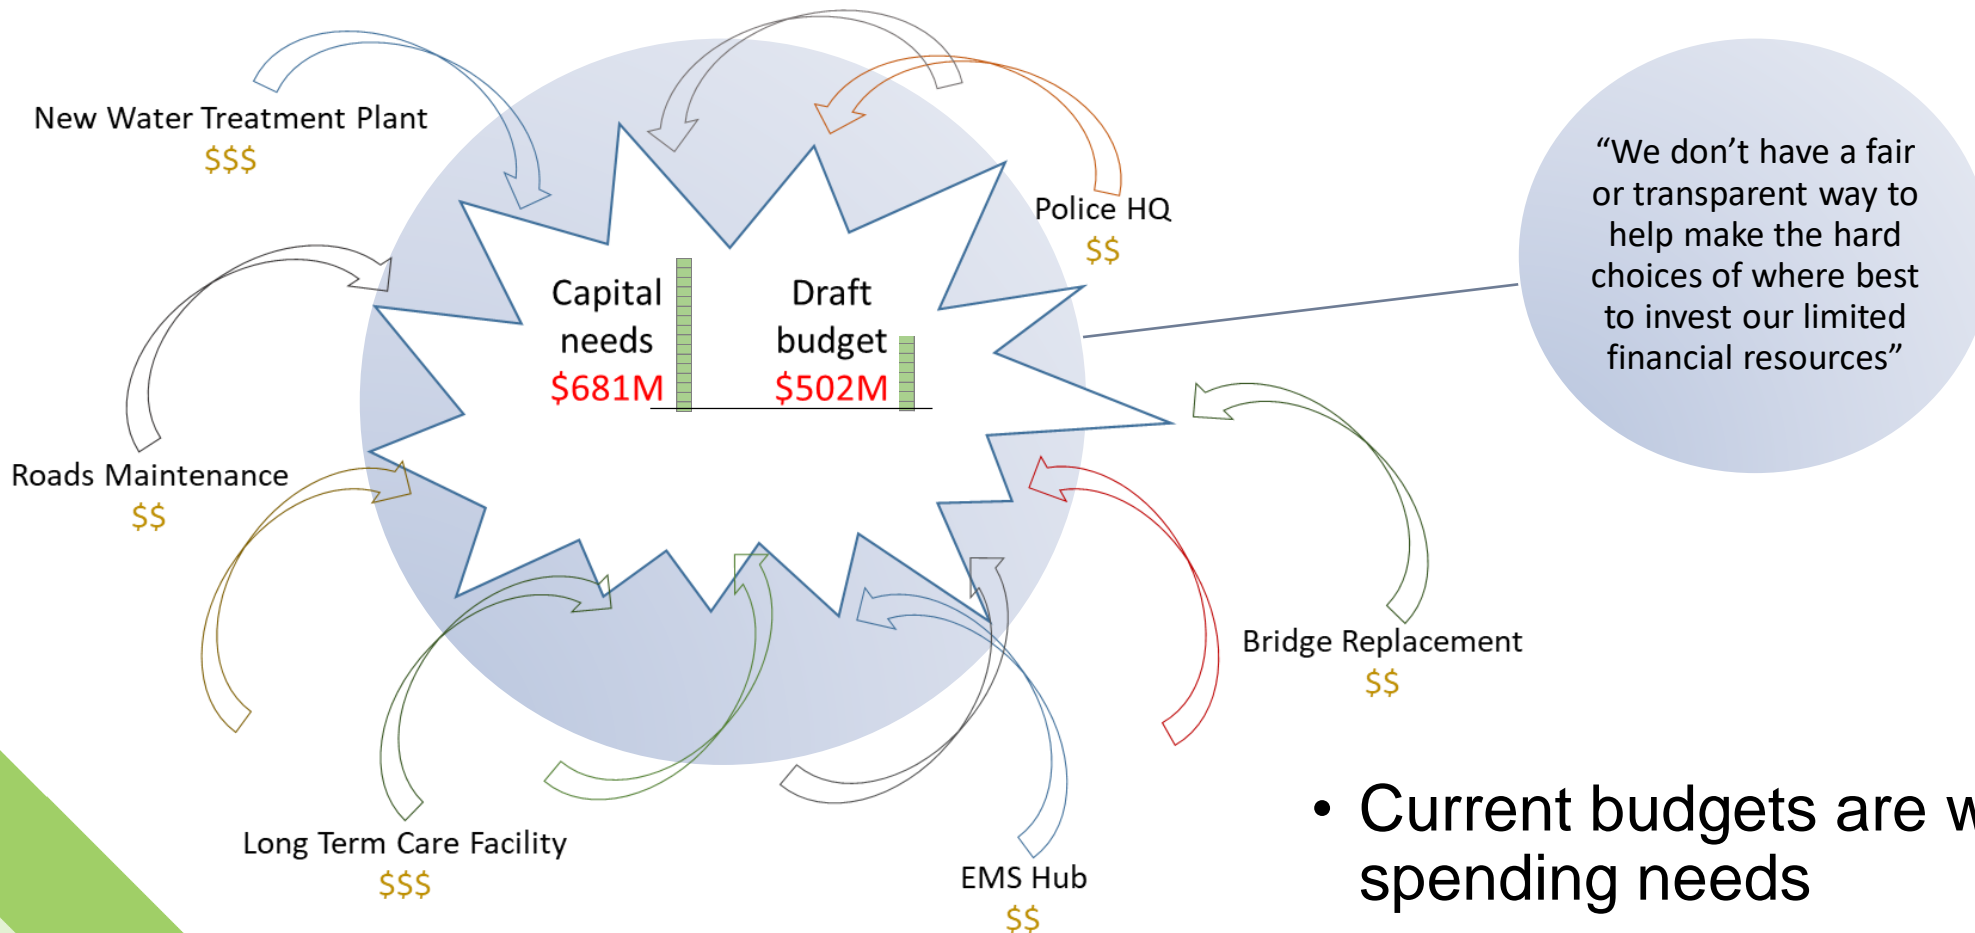 New Water Treatment Plant
$$$
Police HQ
$$
Capital
needs
$681M
Draft
budget
$502M
“We don’t have a fair
or transparent way to
help make the hard
choices of where best
to invest our limited
financial resources”
Roads Maintenance
$$
Bridge Replacement
$$
Long Term Care Facility
$$$
EMS Hub
$$
• Current budgets are
spending needs